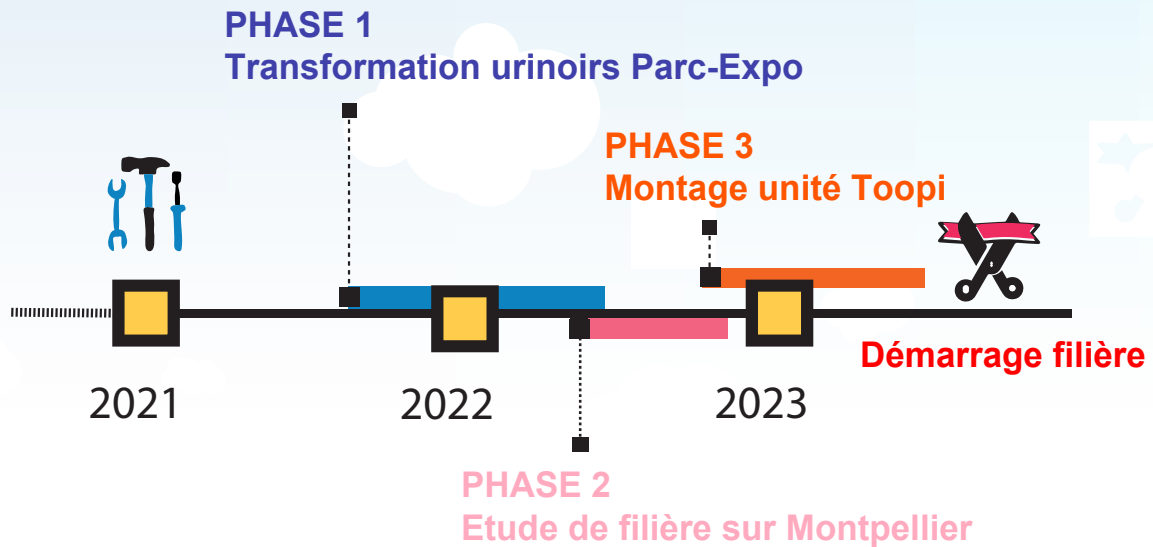 PHASE 1
Transformation urinoirs Parc-Expo
PHASE 3
Montage unité Toopi
Démarrage filière
2021
2022
2023
PHASE 2
Etude de filière sur Montpellier